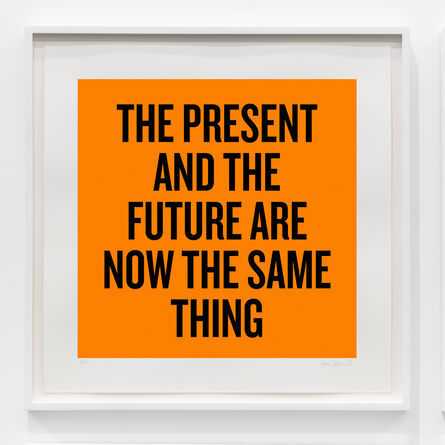 THE PRESENT
AND THE
FUTURE ARE
NOW THE SAME
THING